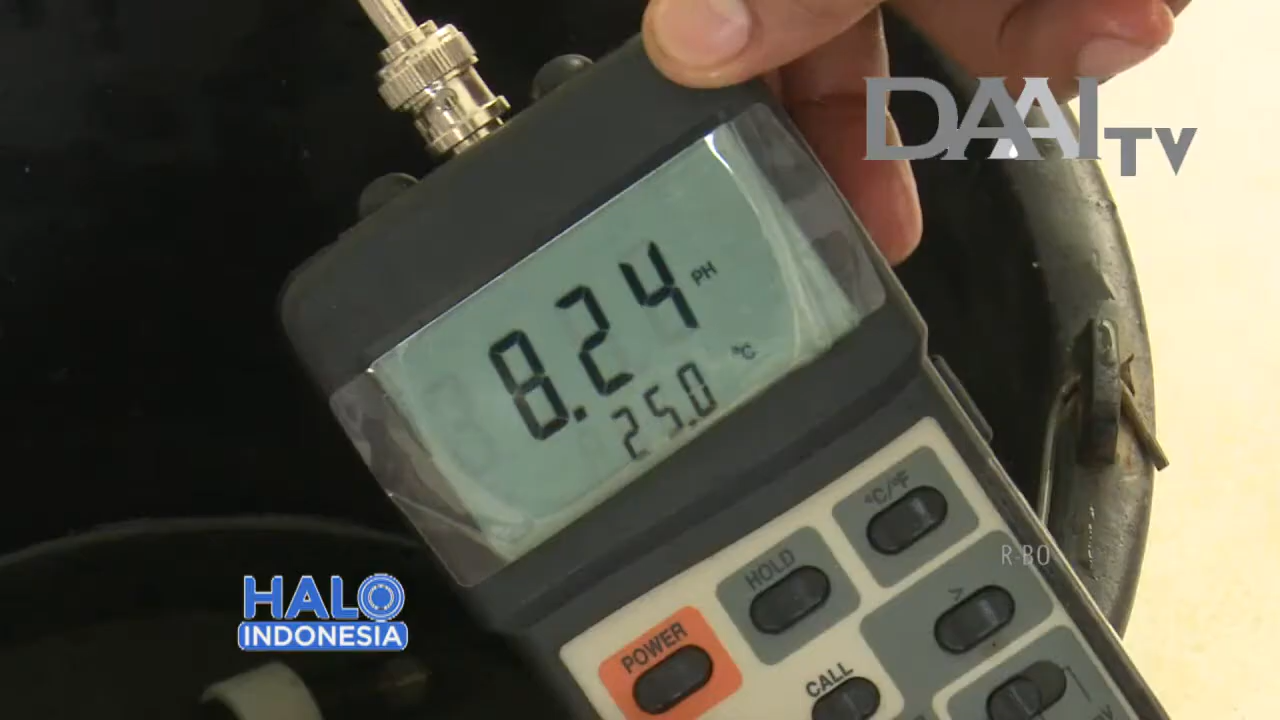 DAAI TV
8.24 PH
25.0 °C
°C/°F
HOLD
POWER
CALL
R-BO
HALO
INDONESIA